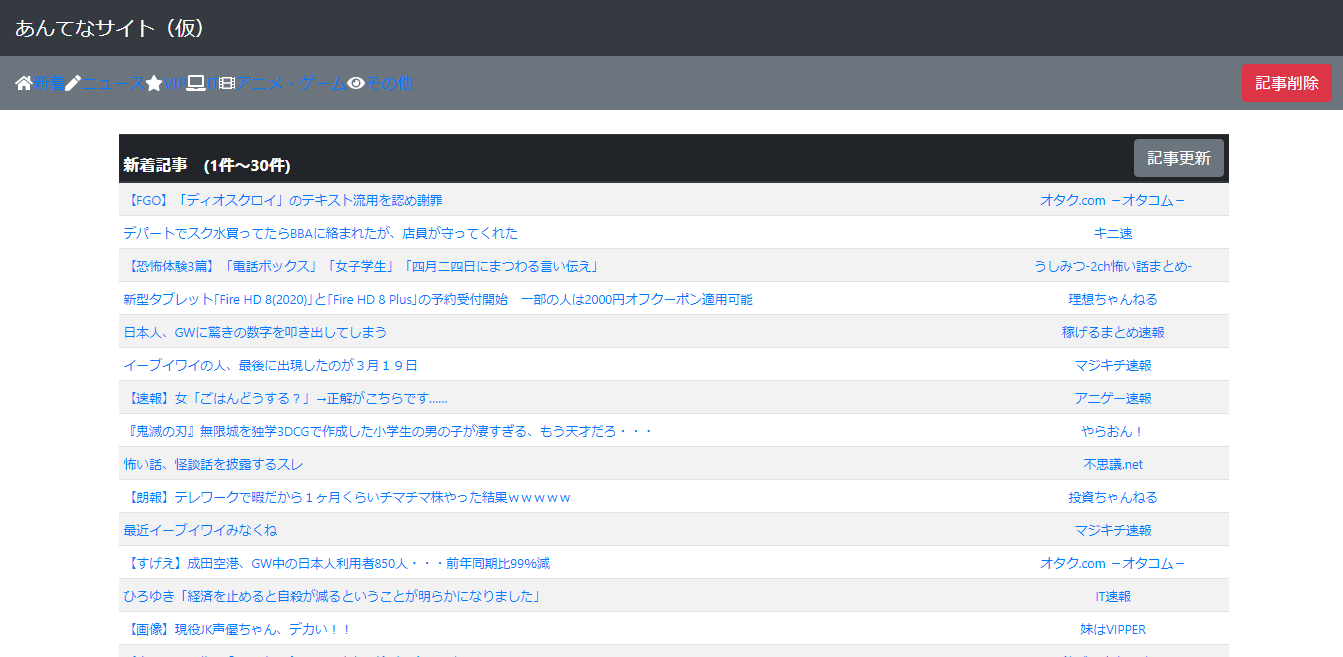 あんてなサイト（仮）
新着ニュースVIPITアニメ・ゲームその他 記事削除
新着記事　(1件～30件) 記事更新
【FGO】「ディオスクロイ」のテキスト流用を認め謝罪 オタク.com －オタコム－
デパートでスク水買ってたらBBAに絡まれたが、店員が守ってくれた キニ速
【恐怖体験3篇】「電話ボックス」「女子学生」「四月二四日にまつわる言い伝え」 うしみつ-2ch怖い話まとめ-
新型タブレット｢Fire HD 8(2020)｣と｢Fire HD 8 Plus｣の予約受付開始　一部の人は2000円オフクーポン適用可能 理想ちゃんねる
日本人、GWに驚きの数字を叩き出してしまう 稼げるまとめ速報
イーブイワイの人、最後に出現したのが３月１９日 マジキチ速報
【速報】女「ごはんどうする？」→正解がこちらです…… アニゲー速報
『鬼滅の刃』無限城を独学3DCGで作成した小学生の男の子が凄すぎる、もう天才だろ・・・ やらおん！
怖い話、怪談話を披露するスレ 不思議.net
【朗報】テレワークで暇だから１ヶ月くらいチマチマ株やった結果ｗｗｗｗｗ 投資ちゃんねる
最近イーブイワイみなくね マジキチ速報
【すげえ】成田空港、GW中の日本人利用者850人・・・前年同期比99%減 オタク.com －オタコム－
ひろゆき「経済を止めると自殺が減るということが明らかになりました」 IT速報
【画像】現役JK声優ちゃん、デカい！！ 妹はVIPPER